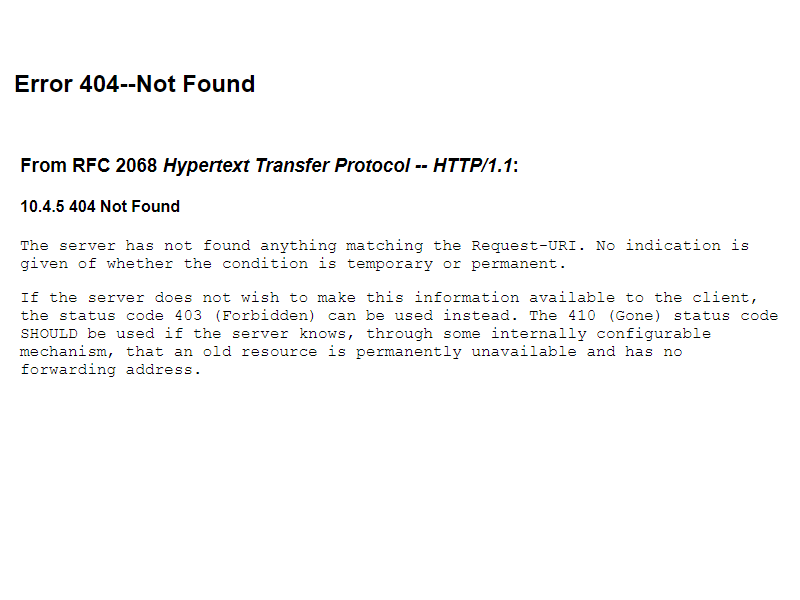 Error 404--Not Found
From RFC 2068 Hypertext Transfer Protocol -- HTTP/1.1:
10.4.5 404 Not Found
The server has not found anything matching the Request-URI. No indication is
given of whether the condition is temporary or permanent.
If the server does not wish to make this information available to the client,
the status code 403 (Forbidden) can be used instead. The 410 (Gone) status code
SHOULD be used if the server knows, through some internally configurable
mechanism, that an old resource is permanently unavailable and has no
forwarding address.